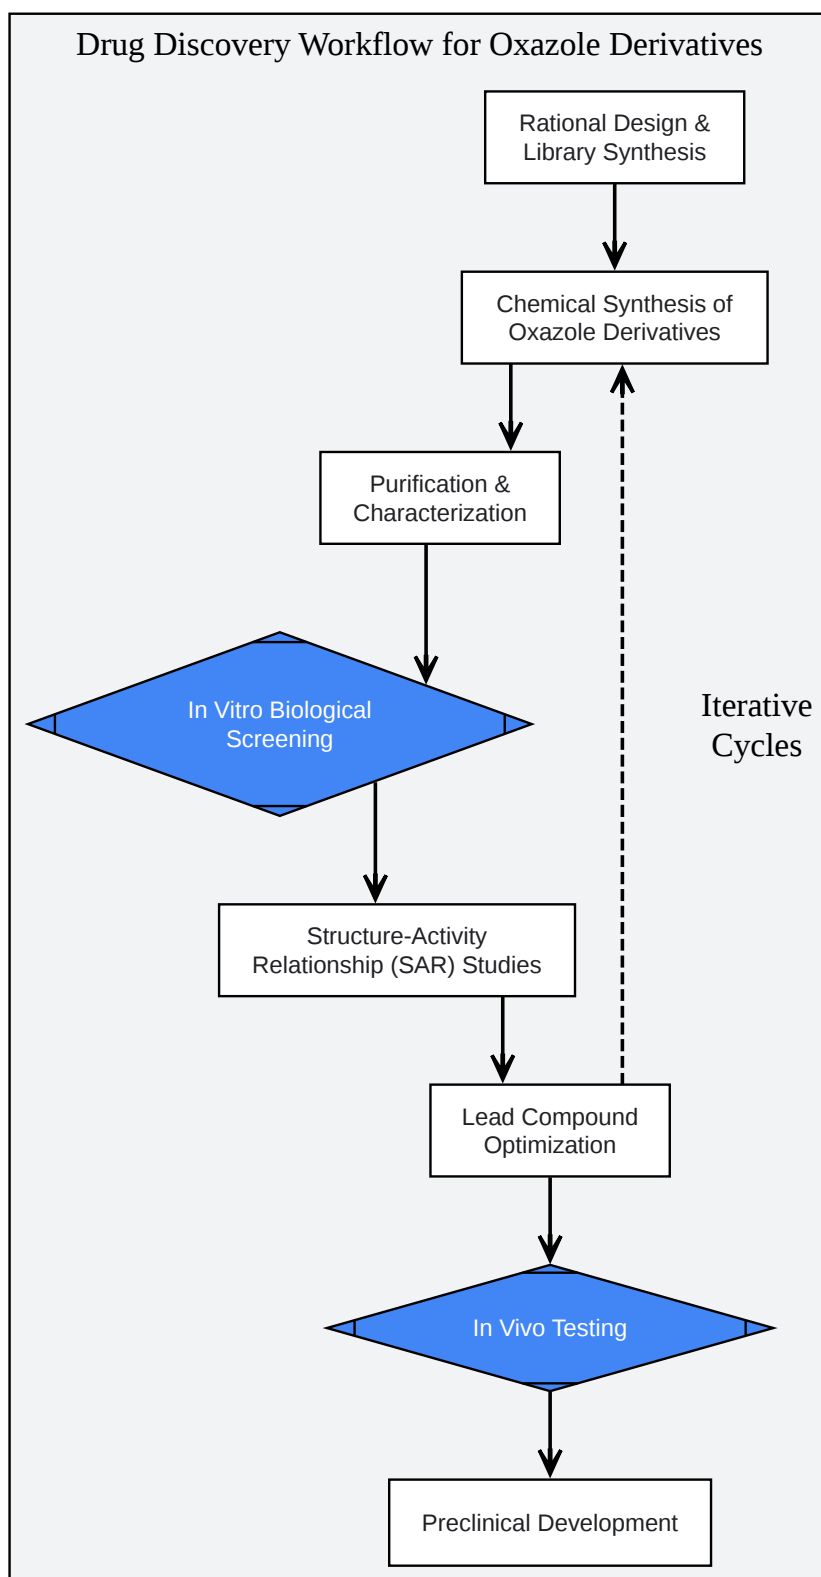 Drug Discovery Workflow for Oxazole Derivatives
Rational Design &
Library Synthesis
Chemical Synthesis of
Oxazole Derivatives
Purification &
Characterization
In Vitro Biological
Screening
Iterative
Cycles
Structure-Activity
Relationship (SAR) Studies
Lead Compound
Optimization
In Vivo Testing
Preclinical Development